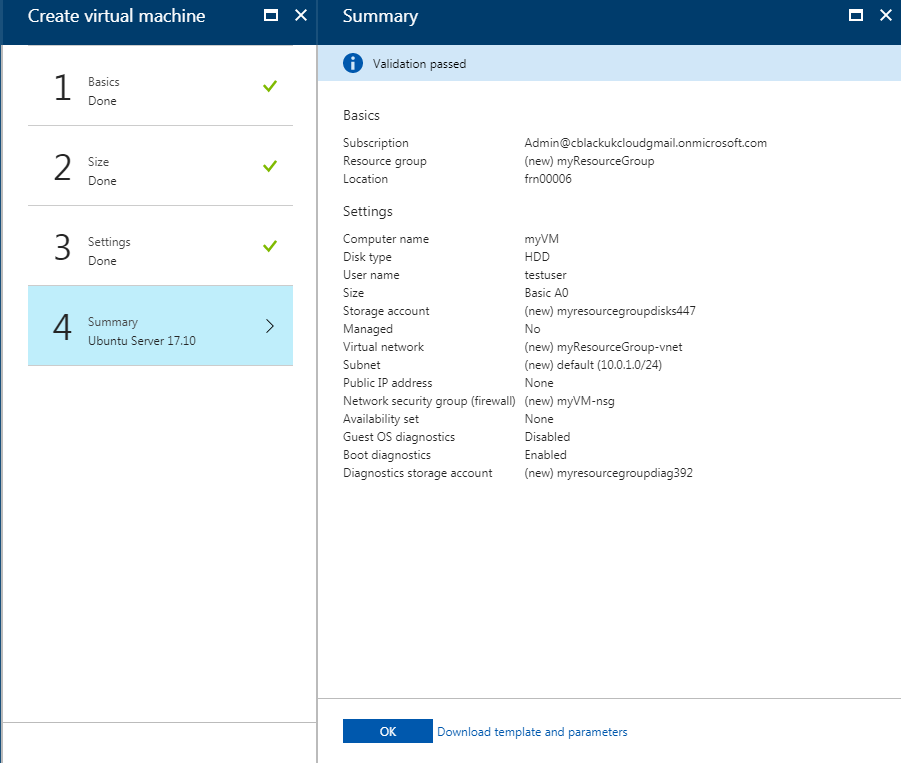 Create virtual machine
1
Basics
Done
2
Size
Done
3
Settings
Done
4
Summary
Ubuntu Server 17.10
Summary
Validation passed
Basics
Subscription Admin@cblackukcloudgmail.onmicrosoft.com
Resource group (new) myResourceGroup
Location frn00006
Settings
Computer name myVM
Disk type HDD
User name testuser
Size Basic A0
Storage account (new) myresourcegroupdisks447
Managed No
Virtual network (new) myResourceGroup-vnet
Subnet (new) default (10.0.1.0/24)
Public IP address None
Network security group (firewall) (new) myVM-nsg
Availability set None
Guest OS diagnostics Disabled
Boot diagnostics Enabled
Diagnostics storage account (new) myresourcegroupdiag392
OK Download template and parameters